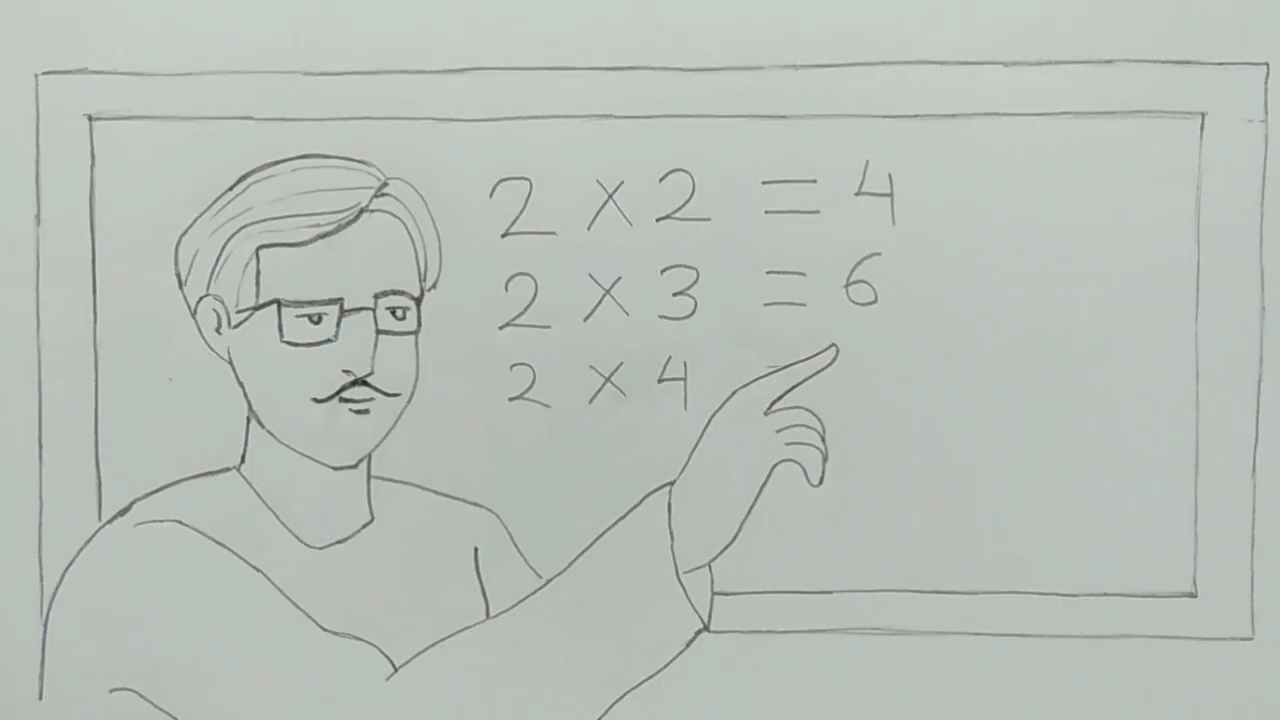 2 × 2 = 4
2 × 3 = 6
2 × 4